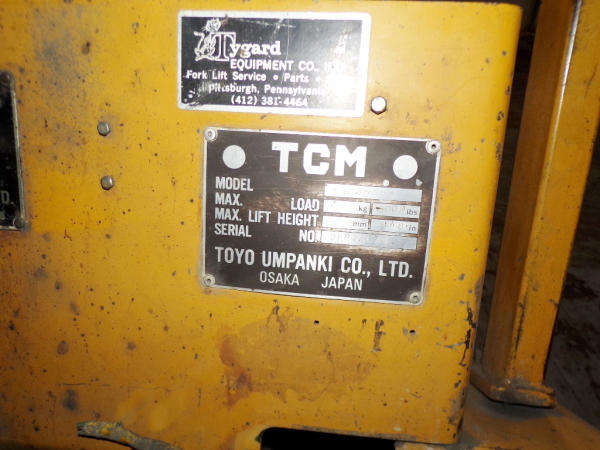 Tygard
EQUIPMENT CO.,
Fork Lift Service • Parts •
Pittsburgh, Pennsylvania
(412) 381-4464
TCM
MODEL
MAX. LOAD kg lbs
MAX. LIFT HEIGHT mm in
SERIAL NO.
TOYO UMPANKI CO., LTD.
OSAKA JAPAN
D.